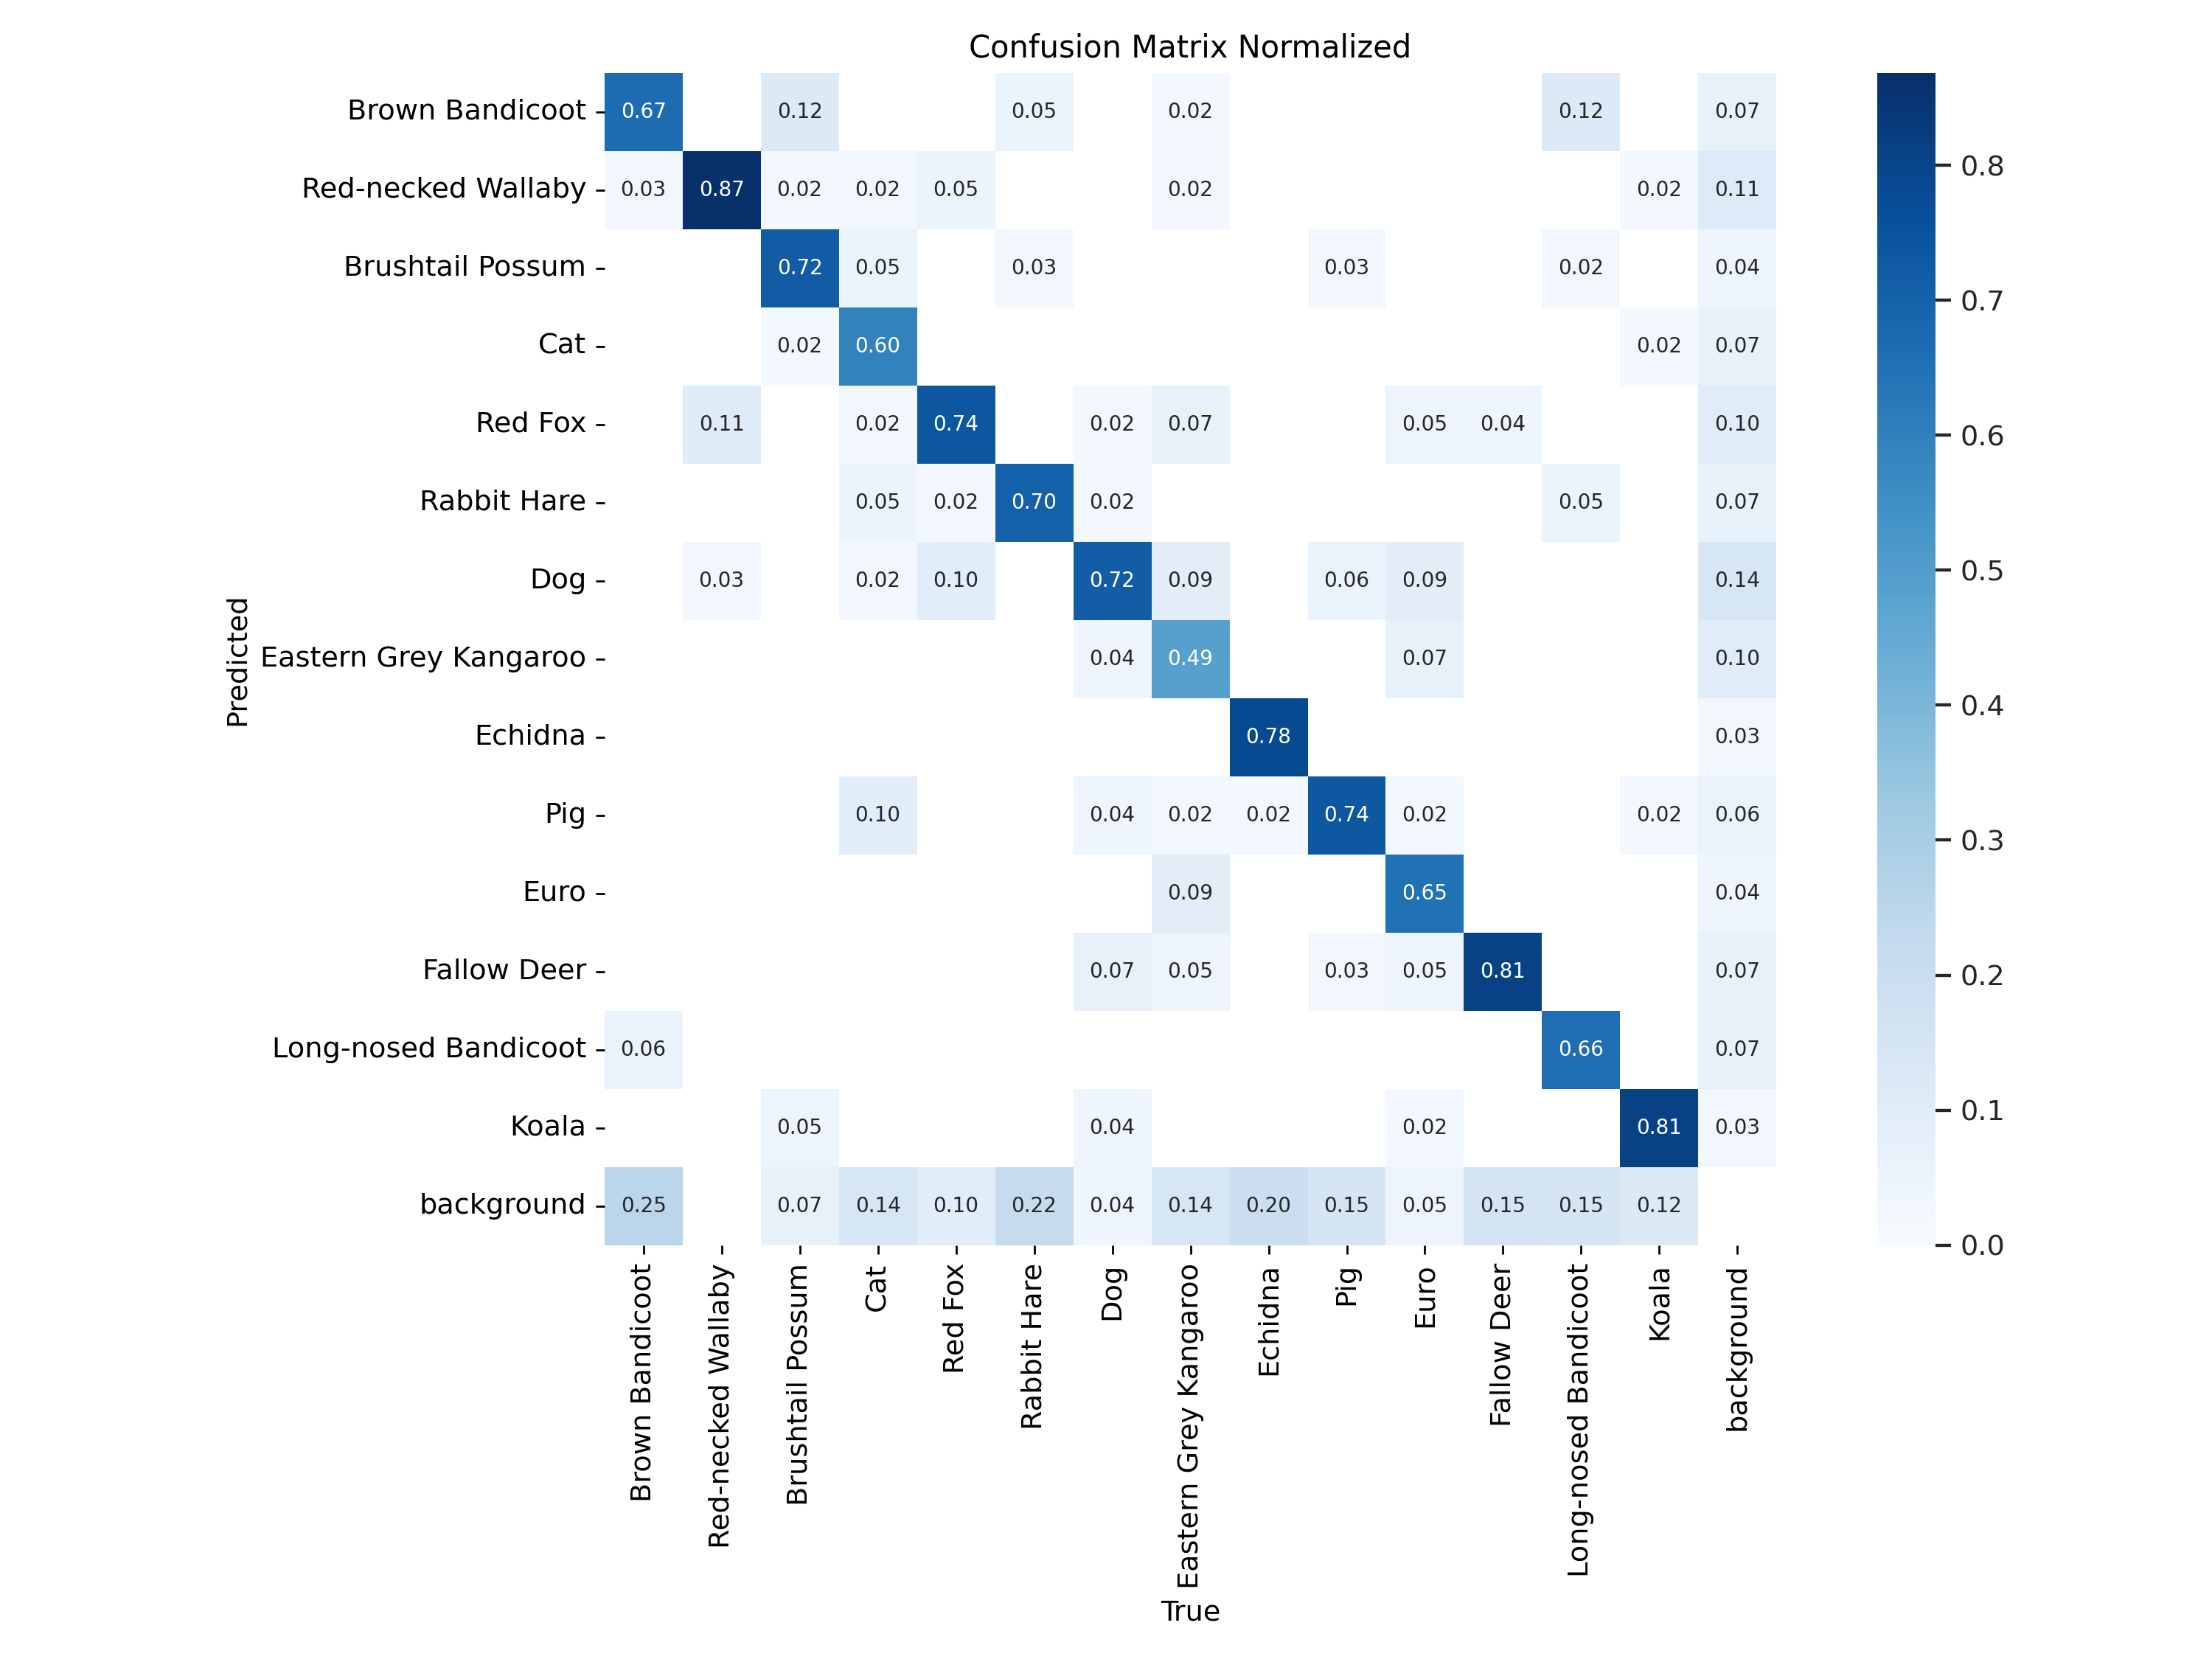 Confusion Matrix Normalized
Brown Bandicoot 0.67 0.12 0.05 0.02 0.12 0.07
Red-necked Wallaby 0.03 0.87 0.02 0.02 0.05 0.02 0.02 0.11
Brushtail Possum 0.72 0.05 0.03 0.03 0.02 0.04
Cat 0.02 0.60 0.02 0.07
Red Fox 0.11 0.02 0.74 0.02 0.07 0.05 0.04 0.10
Rabbit Hare 0.05 0.02 0.70 0.02 0.05 0.07
Dog 0.03 0.02 0.10 0.72 0.09 0.06 0.09 0.14
Eastern Grey Kangaroo 0.04 0.49 0.07 0.10
Echidna 0.78 0.03
Pig 0.10 0.04 0.02 0.02 0.74 0.02 0.02 0.06
Euro 0.09 0.65 0.04
Fallow Deer 0.07 0.05 0.03 0.05 0.81 0.07
Long-nosed Bandicoot 0.06 0.66 0.07
Koala 0.05 0.04 0.02 0.81 0.03
background 0.25 0.07 0.14 0.10 0.22 0.04 0.14 0.20 0.15 0.05 0.15 0.15 0.12
Predicted
Brown Bandicoot
Red-necked Wallaby
Brushtail Possum
Cat
Red Fox
Rabbit Hare
Dog
Eastern Grey Kangaroo
Echidna
Pig
Euro
Fallow Deer
Long-nosed Bandicoot
Koala
background
True
0.8
0.7
0.6
0.5
0.4
0.3
0.2
0.1
0.0